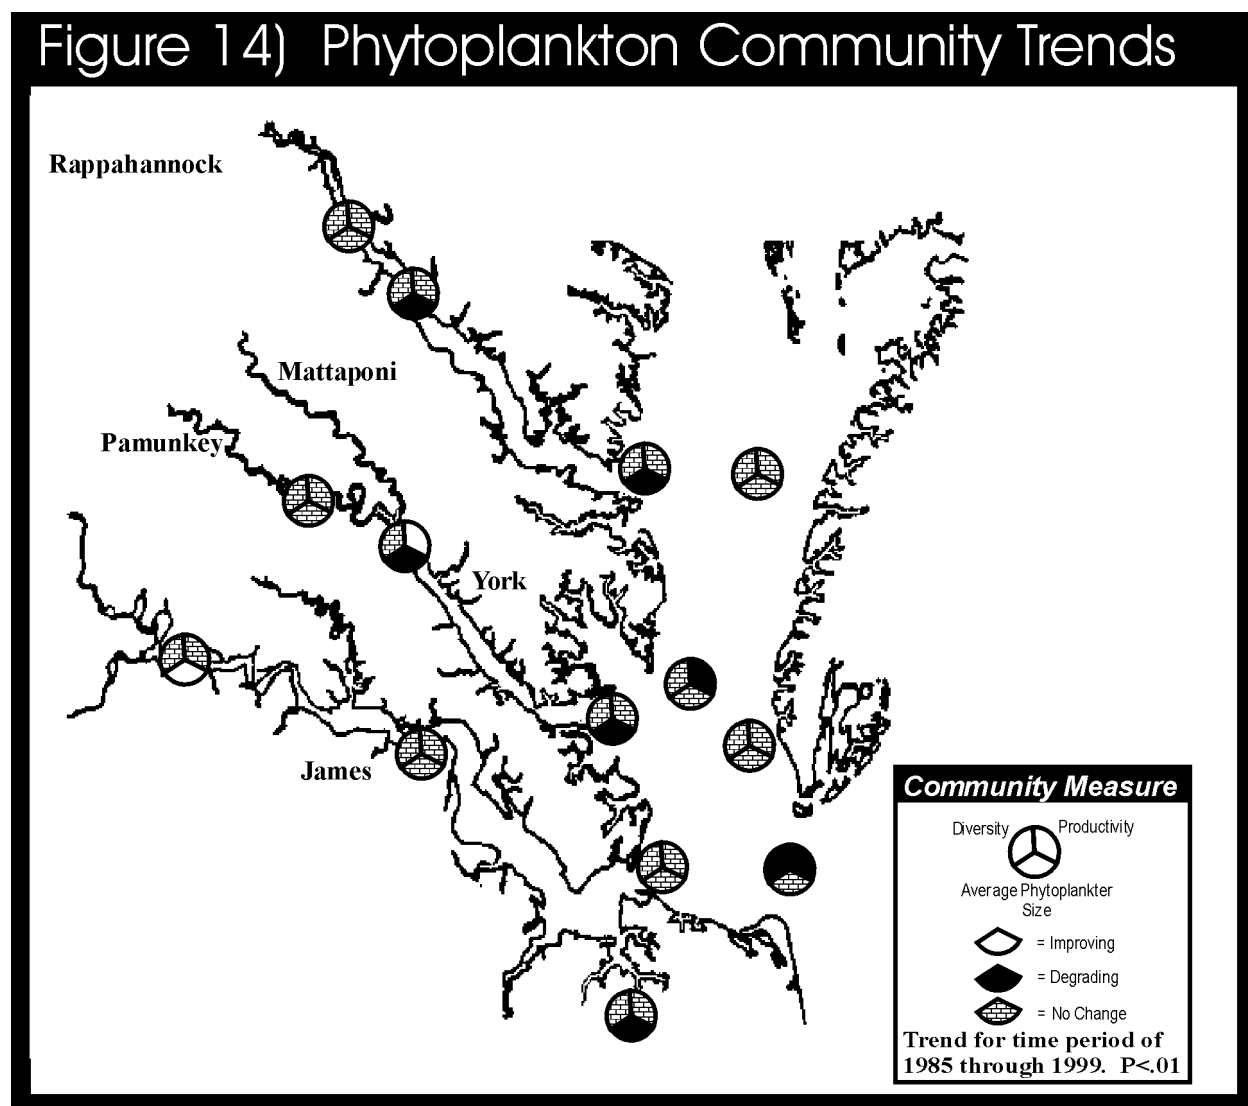 Figure 14)  Phytoplankton Community Trends
Rappahannock
Mattaponi
Pamunkey
York
James
Community Measure
Diversity
Productivity
Average Phytoplankter
Size
= Improving
= Degrading
= No Change
Trend for time period of
1985 through 1999.  P<.01